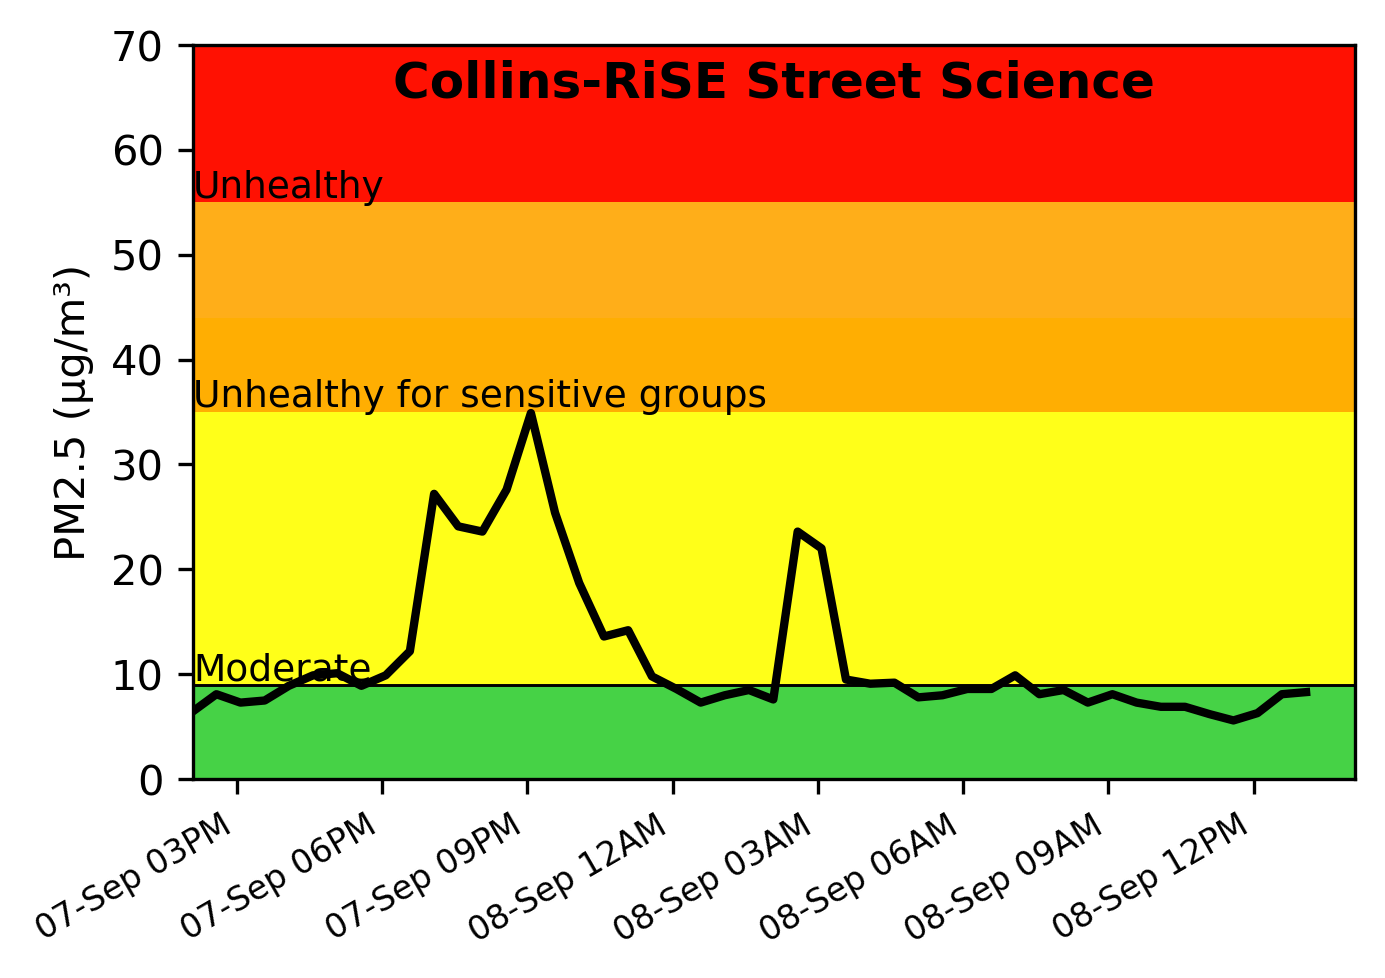 Collins-RiSE Street Science
70
60
Unhealthy
50
40
Unhealthy for sensitive groups
30
20
Moderate
10
0
PM2.5 (µg/m³)
07-Sep 03PM
07-Sep 06PM
07-Sep 09PM
08-Sep 12AM
08-Sep 03AM
08-Sep 06AM
08-Sep 09AM
08-Sep 12PM